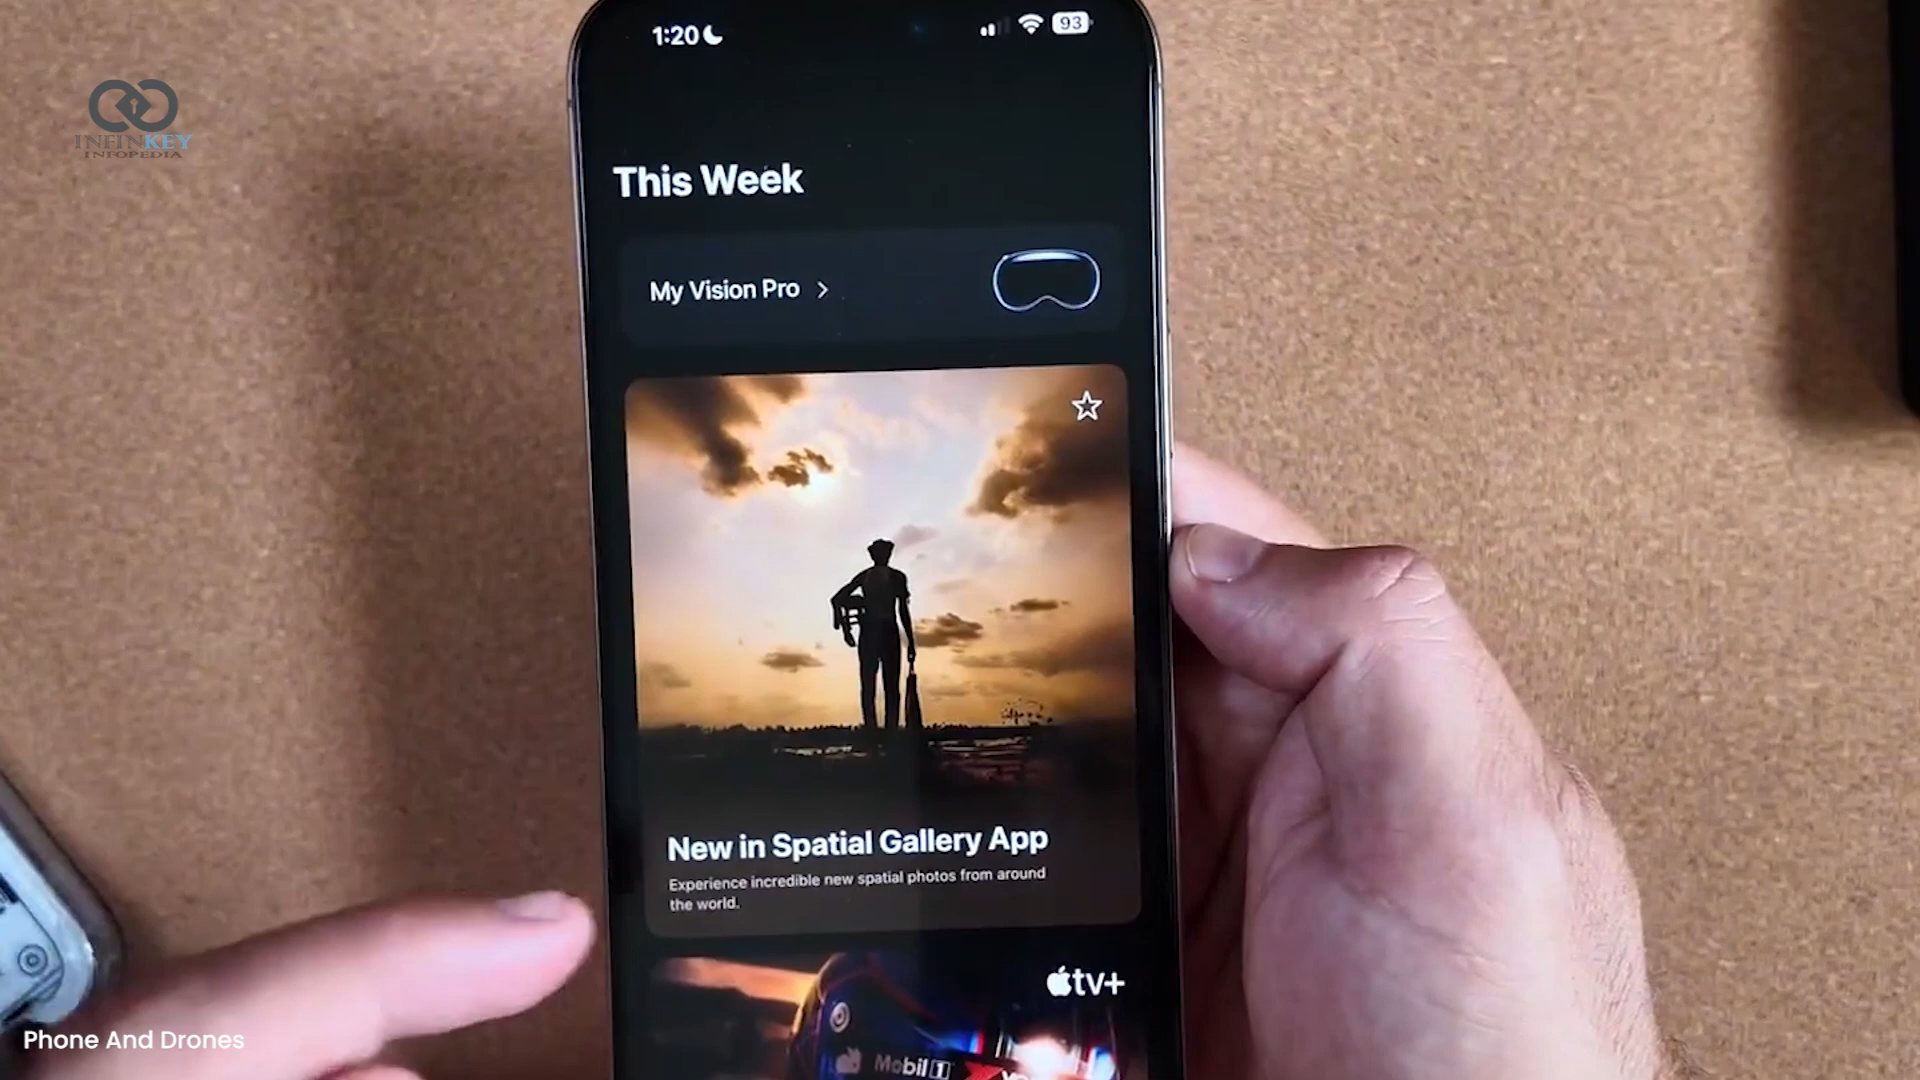 1:20
93
INFINKEY
INFOPEDIA
This Week
My Vision Pro >
New in Spatial Gallery App
Experience incredible new spatial photos from around
the world.
tv+
Mobil 1
Phone And Drones